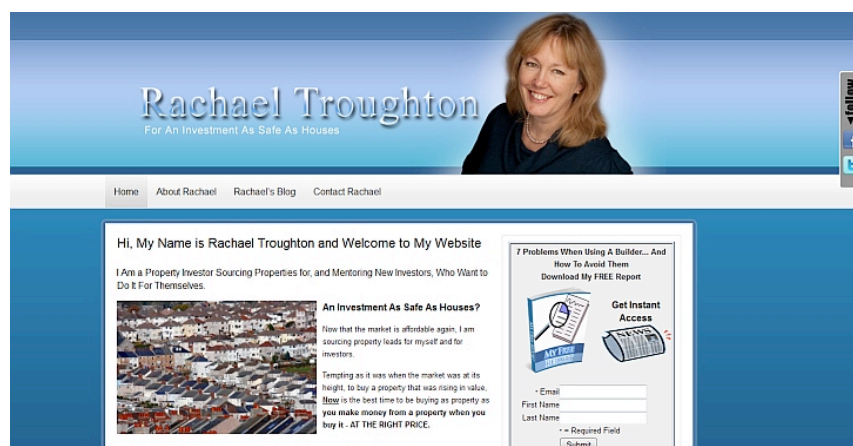 Rachael Troughton
For An Investment As Safe As Houses
Home About Rachael Rachael's Blog Contact Rachael
Hi, My Name is Rachael Troughton and Welcome to My Website
I Am a Property Investor Sourcing Properties for, and Mentoring New Investors, Who Want to
Do It For Themselves.
An Investment As Safe As Houses?
Now that the market is affordable again, I am
sourcing property leads for myself and for
investors.
Tempting as it was when the market was at its
height, to buy a property that was rising in value,
Now is the best time to be buying as property as
you make money from a property when you
buy it - AT THE RIGHT PRICE.
7 Problems When Using A Builder... And
How To Avoid Them
Download My FREE Report
MY FREE
Get Instant
Access
NEWS
* Email
First Name
Last Name
* = Required Field
Submit
follow